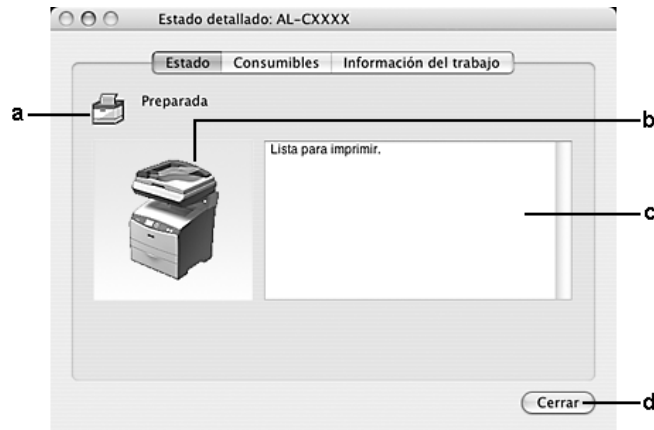 Estado detallado: AL-CXXXX
Estado Consumibles Información del trabajo
a
Preparada
b
Lista para imprimir.
c
Cerrar
d